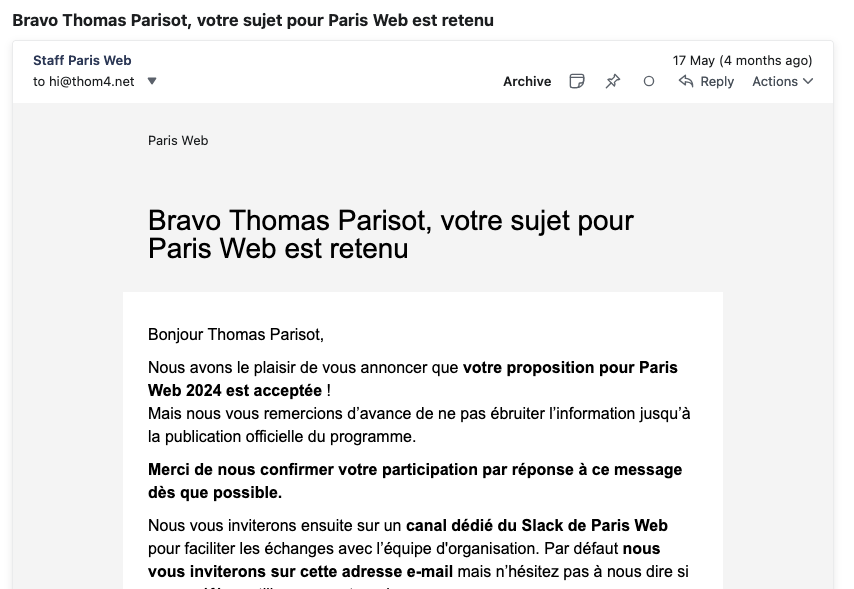 Bravo Thomas Parisot, votre sujet pour Paris Web est retenu
Staff Paris Web
17 May (4 months ago)
to hi@thom4.net
Archive
Reply
Actions
Paris Web
Bravo Thomas Parisot, votre sujet pour
Paris Web est retenu
Bonjour Thomas Parisot,
Nous avons le plaisir de vous annoncer que votre proposition pour Paris
Web 2024 est acceptée !
Mais nous vous remercions d’avance de ne pas ébruiter l’information jusqu’à
la publication officielle du programme.
Merci de nous confirmer votre participation par réponse à ce message
dès que possible.
Nous vous inviterons ensuite sur un canal dédié du Slack de Paris Web
pour faciliter les échanges avec l’équipe d'organisation. Par défaut nous
vous inviterons sur cette adresse e-mail mais n’hésitez pas à nous dire si